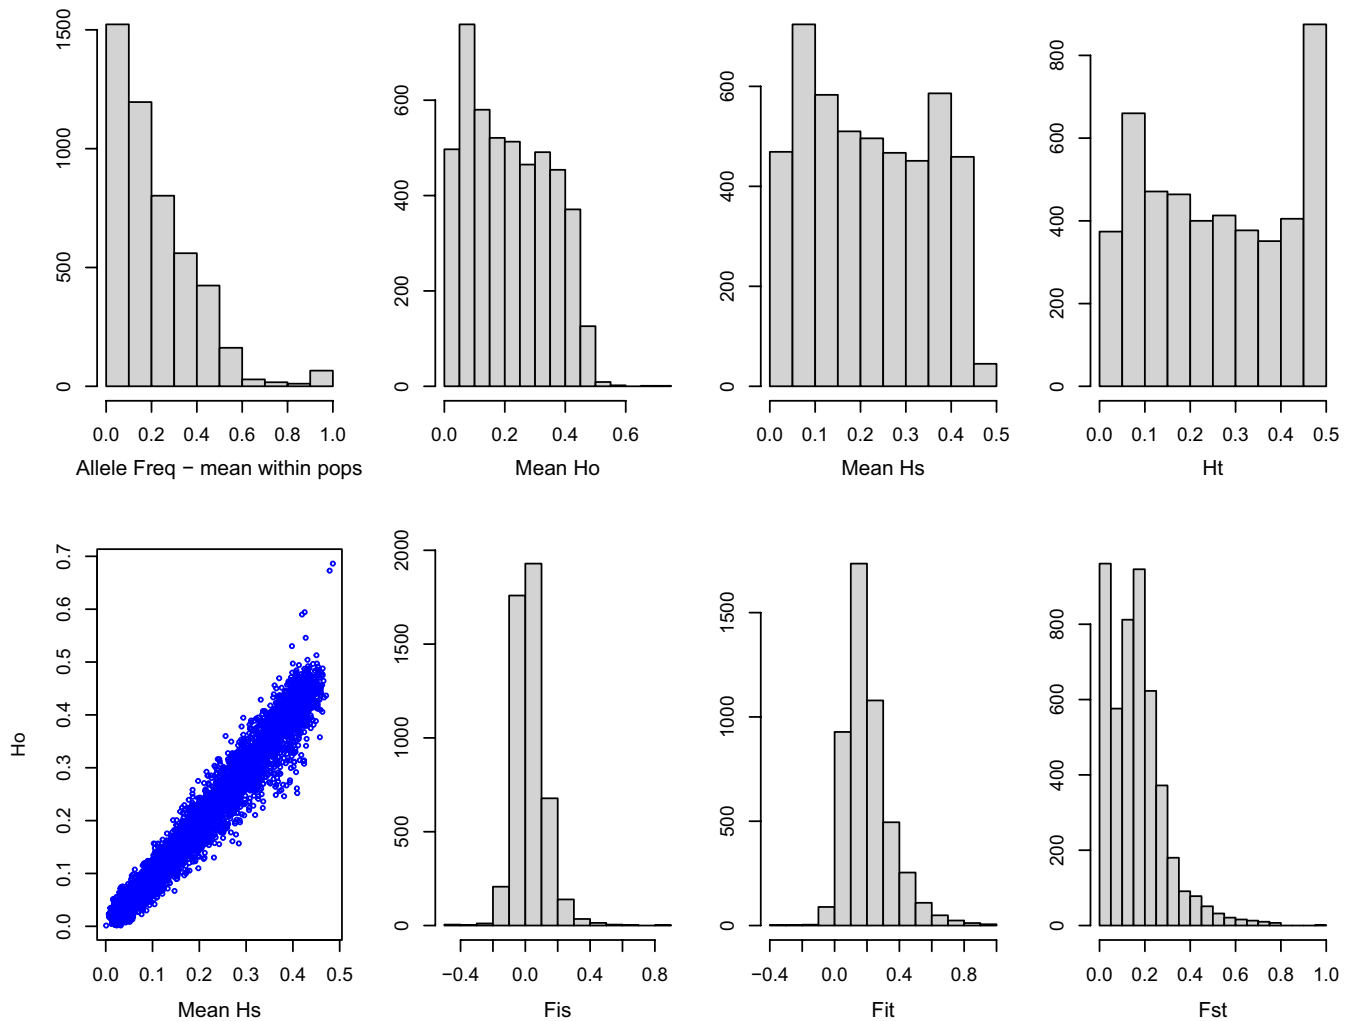 0 500 1000 1500
0.0 0.2 0.4 0.6 0.8 1.0
Allele Freq − mean within pops
0 200 400 600
0.0 0.2 0.4 0.6
Mean Ho
0 200 400 600
0.0 0.1 0.2 0.3 0.4 0.5
Mean Hs
0 200 400 600 800
0.0 0.1 0.2 0.3 0.4 0.5
Ht
Ho
0.0 0.1 0.2 0.3 0.4 0.5 0.6 0.7
0.0 0.1 0.2 0.3 0.4 0.5
Mean Hs
0 500 1000 1500 2000
−0.4 0.0 0.4 0.8
Fis
0 500 1000 1500
−0.4 0.0 0.4 0.8
Fit
0 200 400 600 800
0.0 0.2 0.4 0.6 0.8 1.0
Fst